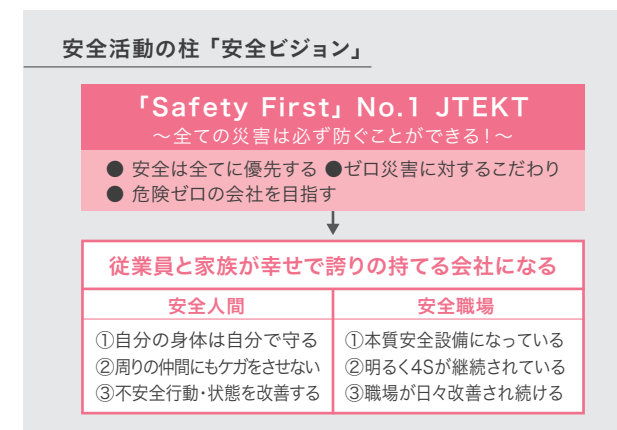 安全活動の柱「安全ビジョン」
「Safety First」No.1 JTEKT
～全ての災害は必ず防ぐことができる！～
● 安全は全てに優先する ●ゼロ災害に対するこだわり
● 危険ゼロの会社を目指す
従業員と家族が幸せで誇りの持てる会社になる
安全人間
①自分の身体は自分で守る
②周りの仲間にもケガをさせない
③不安全行動・状態を改善する
安全職場
①本質安全設備になっている
②明るく4Sが継続されている
③職場が日々改善され続ける